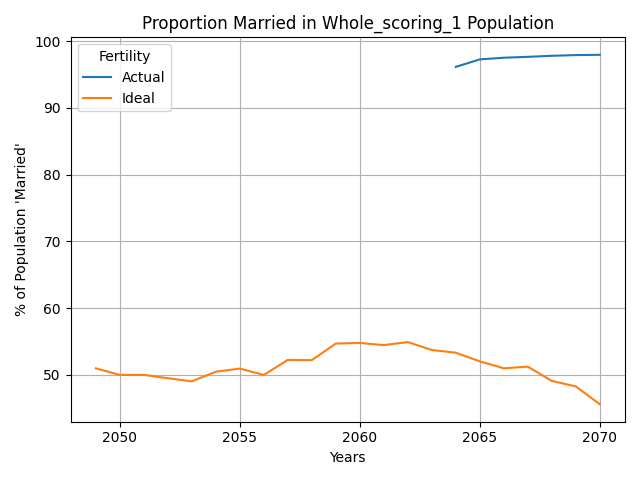 Proportion Married in Whole_scoring_1 Population
Fertility
Actual
Ideal
% of Population 'Married'
100
90
80
70
60
50
2050
2055
2060
2065
2070
Years